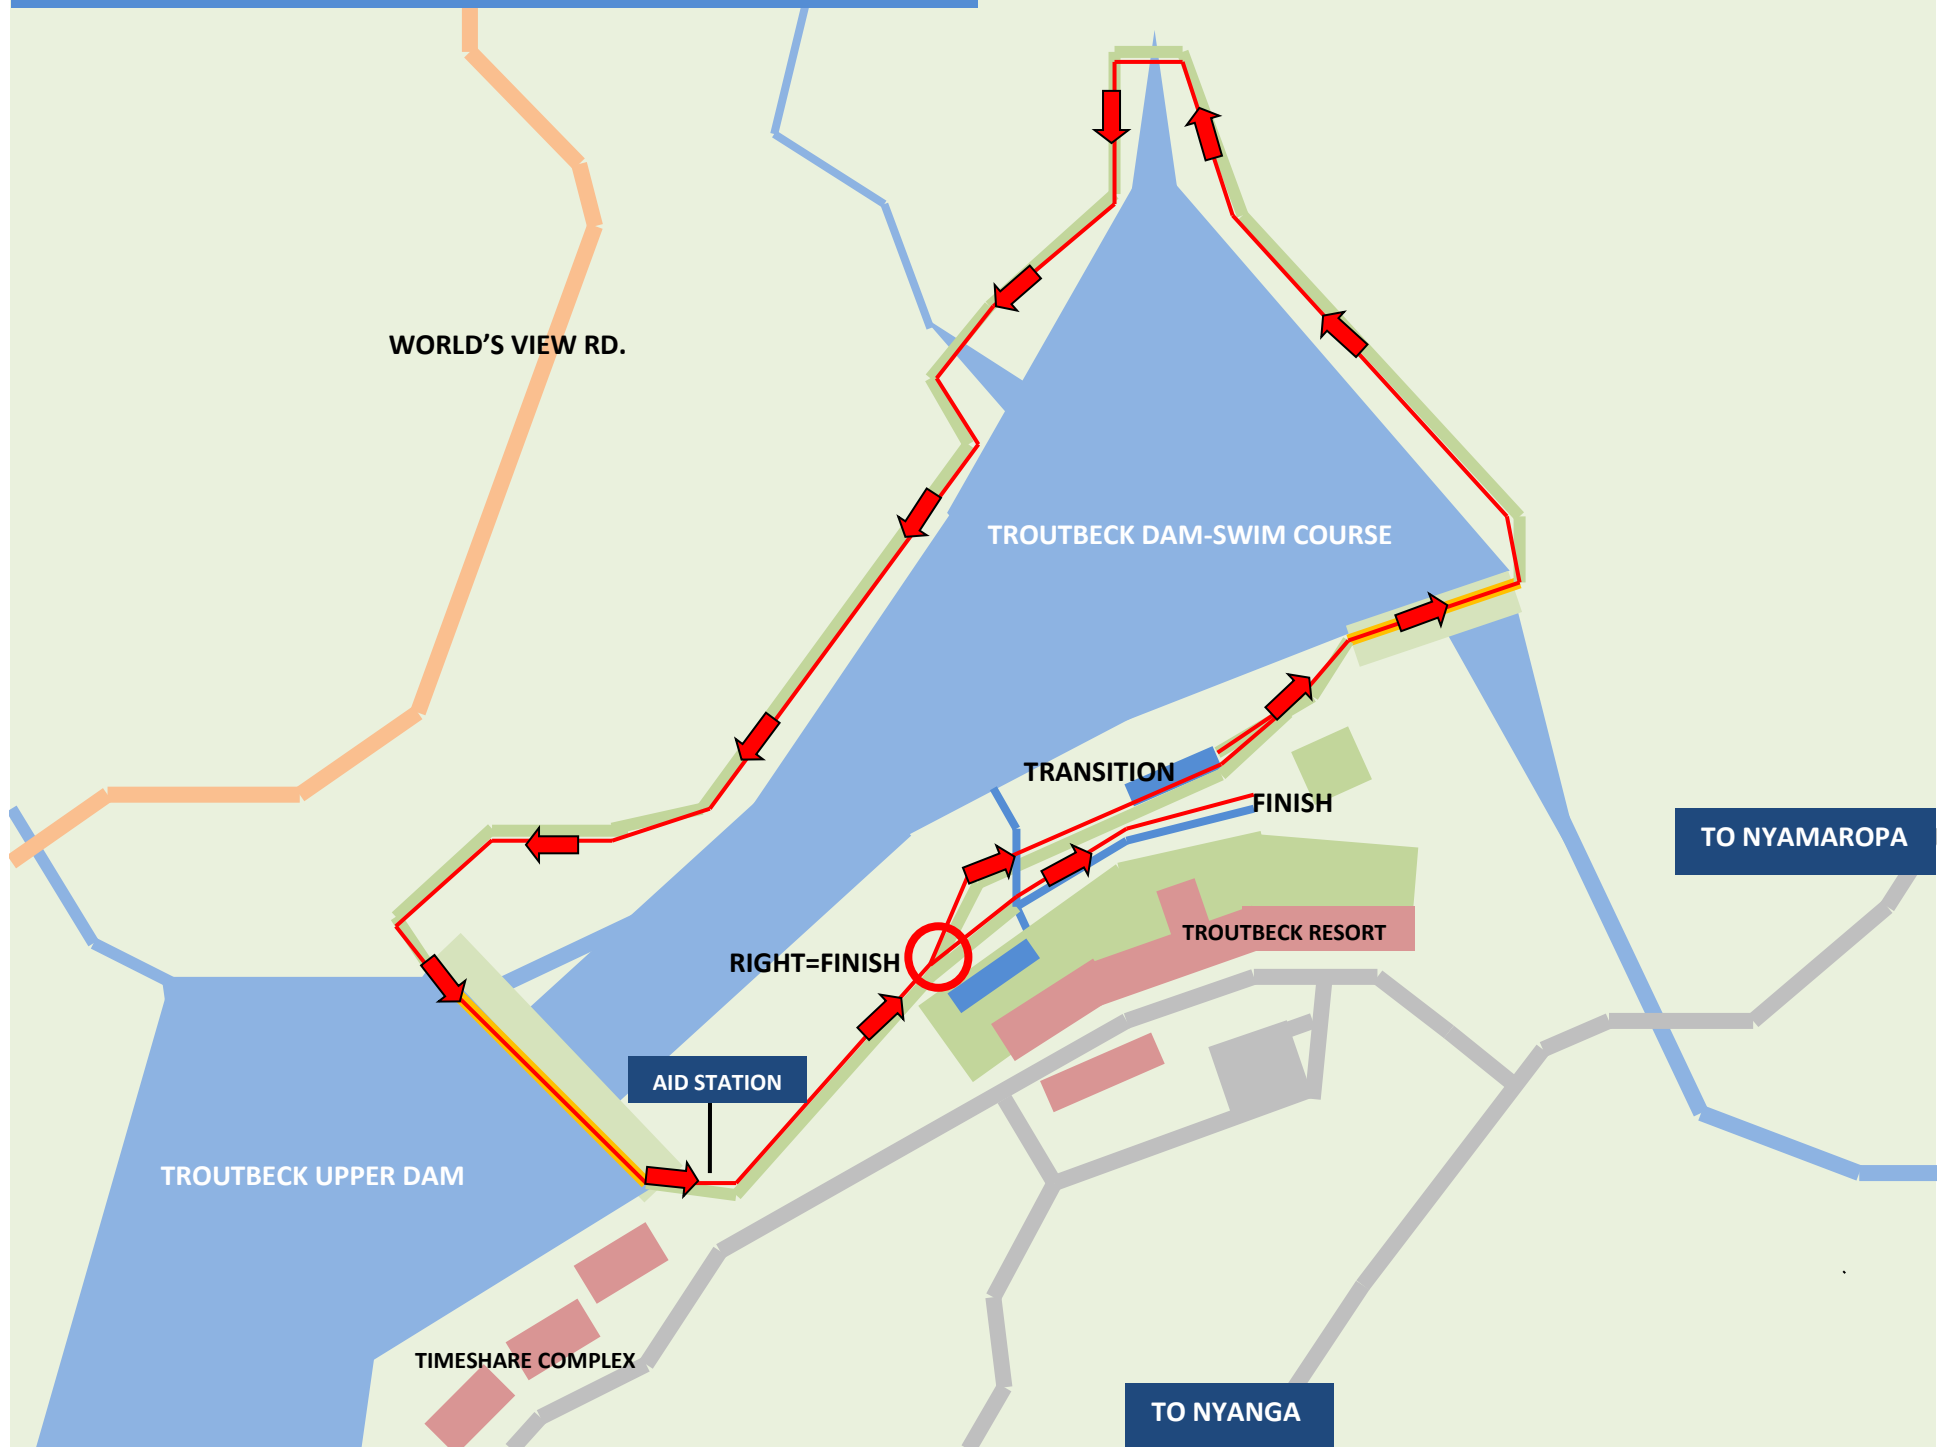 WORLD'S VIEW RD.
TROUTBECK DAM-SWIM COURSE
TRANSITION
FINISH
TO NYAMAROPA
TROUTBECK RESORT
RIGHT=FINISH
AID STATION
TROUTBECK UPPER DAM
TIMESHARE COMPLEX
TO NYANGA